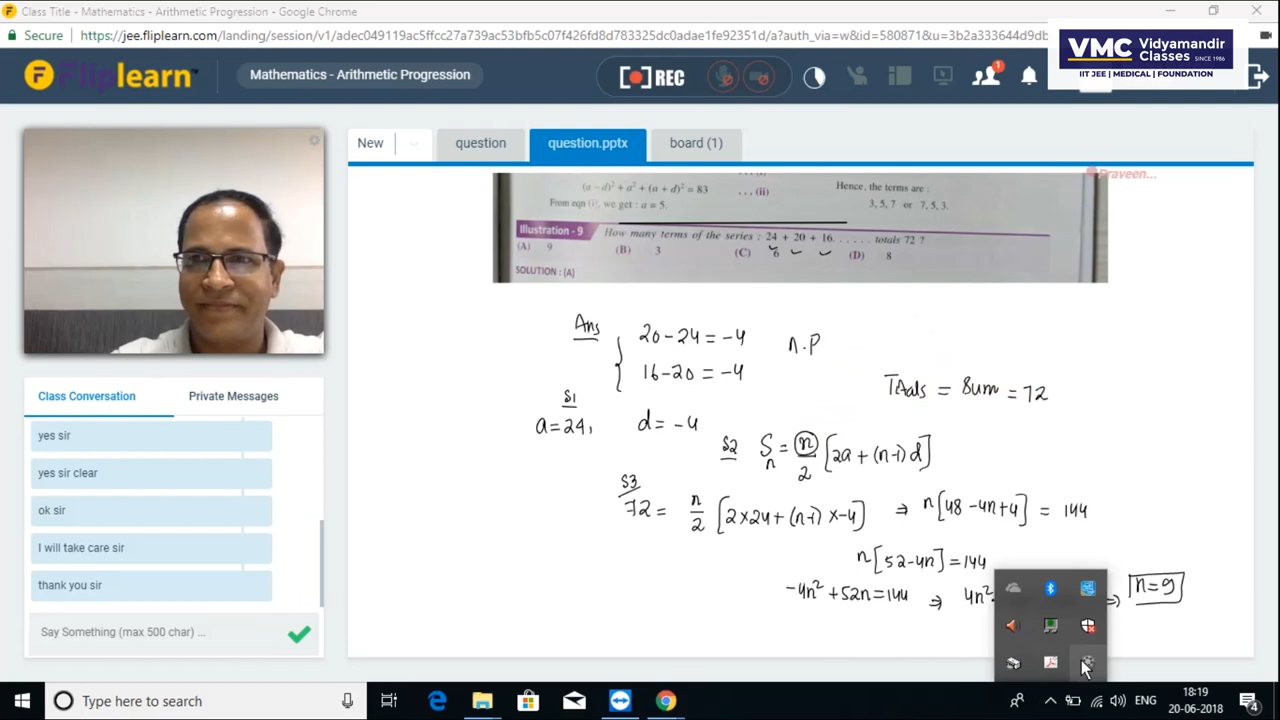 Class Title - Mathematics - Arithmetic Progression - Google Chrome
Secure https://jee.fliplearn.com/landing/session/v1/adec049119ac5ffcc27a739ac53bfb5c07f426fd8d783325dc0adae1fe92351d/a?auth_via=w&id=580871&u=3b2a333644d9db
VMC Vidyamandir Classes SINCE 1986
IIT JEE | MEDICAL | FOUNDATION
Fliplearn
Mathematics - Arithmetic Progression
REC
1
New
question
question.pptx
board (1)
Praveen...
(a − d)² + a² + (a + d)² = 83 . . . (ii)
From eqn (i), we get : a = 5.
Hence, the terms are :
3, 5, 7 or 7, 5, 3.
Illustration - 9 How many terms of the series : 24 + 20 + 16. . . . . . totals 72 ?
(A) 9 (B) 3 (C) 6 (D) 8
SOLUTION : (A)
Ans
20 - 24 = -4
16 - 20 = -4
n.P
Totals = Sum = 72
S1
a = 24, d = -4
S2 Sn = n/2 [2a + (n-1) d]
S3
72 = n/2 [2×24 + (n-1) × -4] ⇒ n[48 - 4n + 4] = 144
n[52 - 4n] = 144
-4n² + 52n = 144 ⇒ 4n²- ⇒ n = 9
Class Conversation
Private Messages
yes sir
yes sir clear
ok sir
I will take care sir
thank you sir
Say Something (max 500 char) ...
Type here to search
ENG
18:19
20-06-2018
4